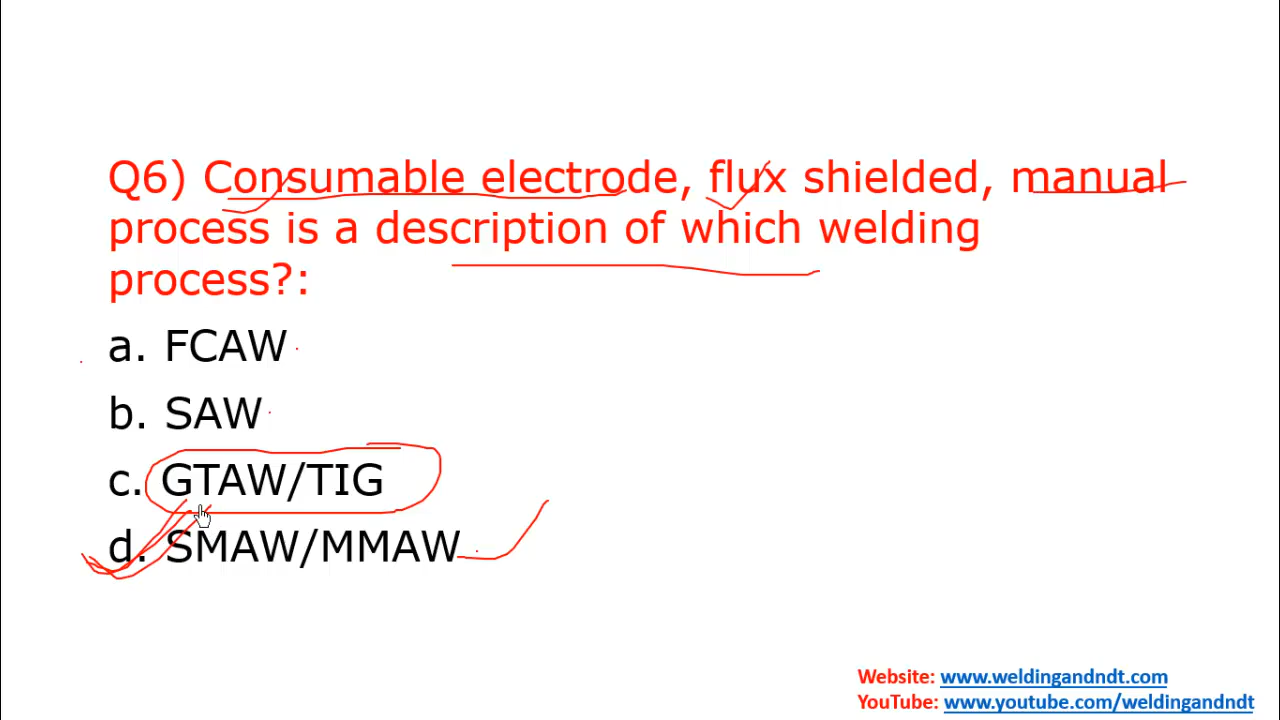 Q6) Consumable electrode, flux shielded, manual
process is a description of which welding
process?:
a. FCAW
b. SAW
c. GTAW/TIG
d. SMAW/MMAW
Website: www.weldingandndt.com
YouTube: www.youtube.com/weldingandndt